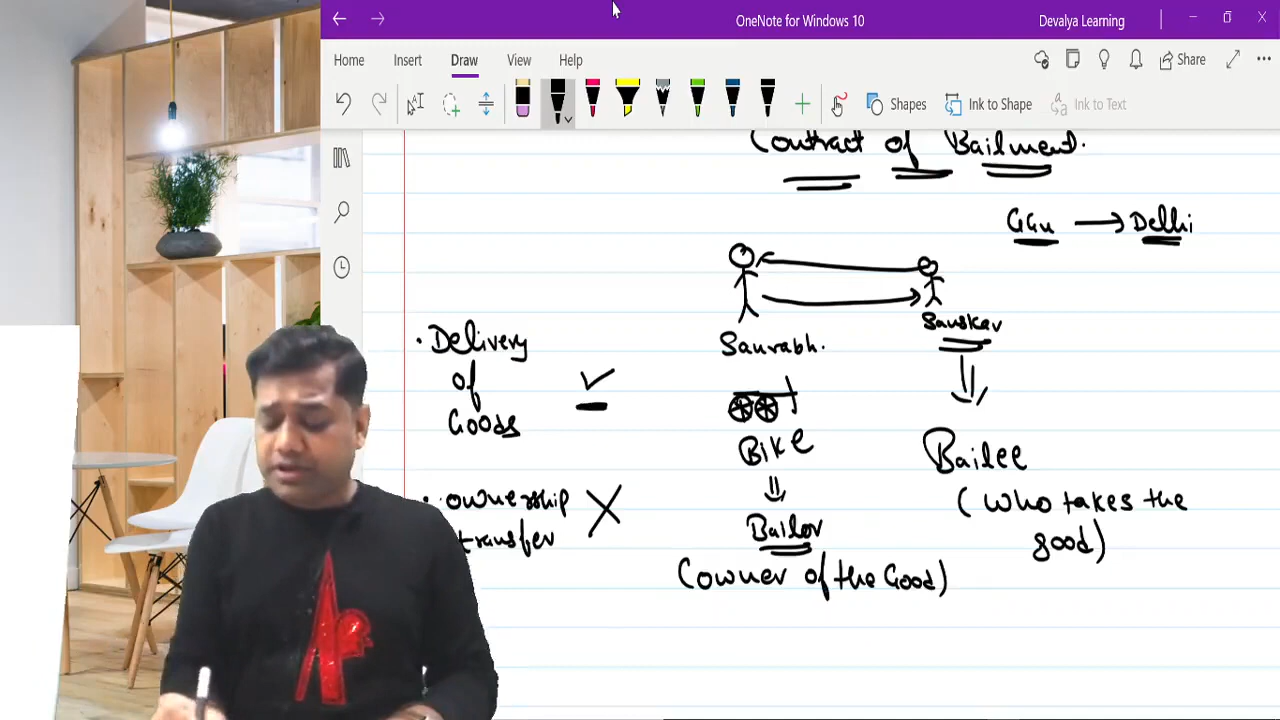 OneNote for Windows 10
Devalya Learning
Home
Insert
Draw
View
Help
Share
Shapes
Ink to Shape
Ink to Text
Contract of Bailment.
GGn → Delhi
Saurabh.
Sanskar
• Delivery
of
Goods
Bike
Bailee
(who takes the
good)
• ownership
transfer
Bailor
(owner of the Good)